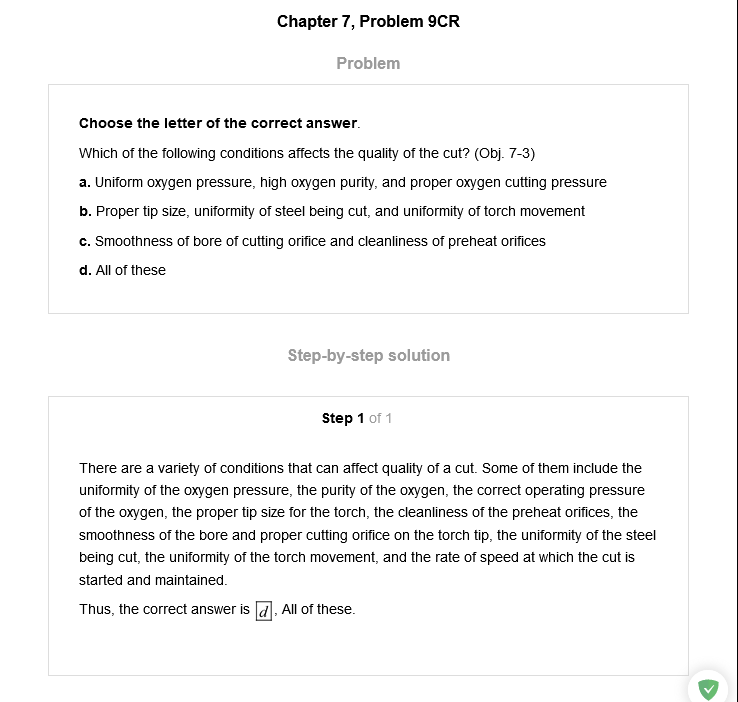 Chapter 7, Problem 9CR
Problem
Choose the letter of the correct answer.
Which of the following conditions affects the quality of the cut? (Obj. 7-3)
a. Uniform oxygen pressure, high oxygen purity, and proper oxygen cutting pressure
b. Proper tip size, uniformity of steel being cut, and uniformity of torch movement
c. Smoothness of bore of cutting orifice and cleanliness of preheat orifices
d. All of these
Step-by-step solution
Step 1 of 1
There are a variety of conditions that can affect quality of a cut. Some of them include the
uniformity of the oxygen pressure, the purity of the oxygen, the correct operating pressure
of the oxygen, the proper tip size for the torch, the cleanliness of the preheat orifices, the
smoothness of the bore and proper cutting orifice on the torch tip, the uniformity of the steel
being cut, the uniformity of the torch movement, and the rate of speed at which the cut is
started and maintained.
Thus, the correct answer is d, All of these.